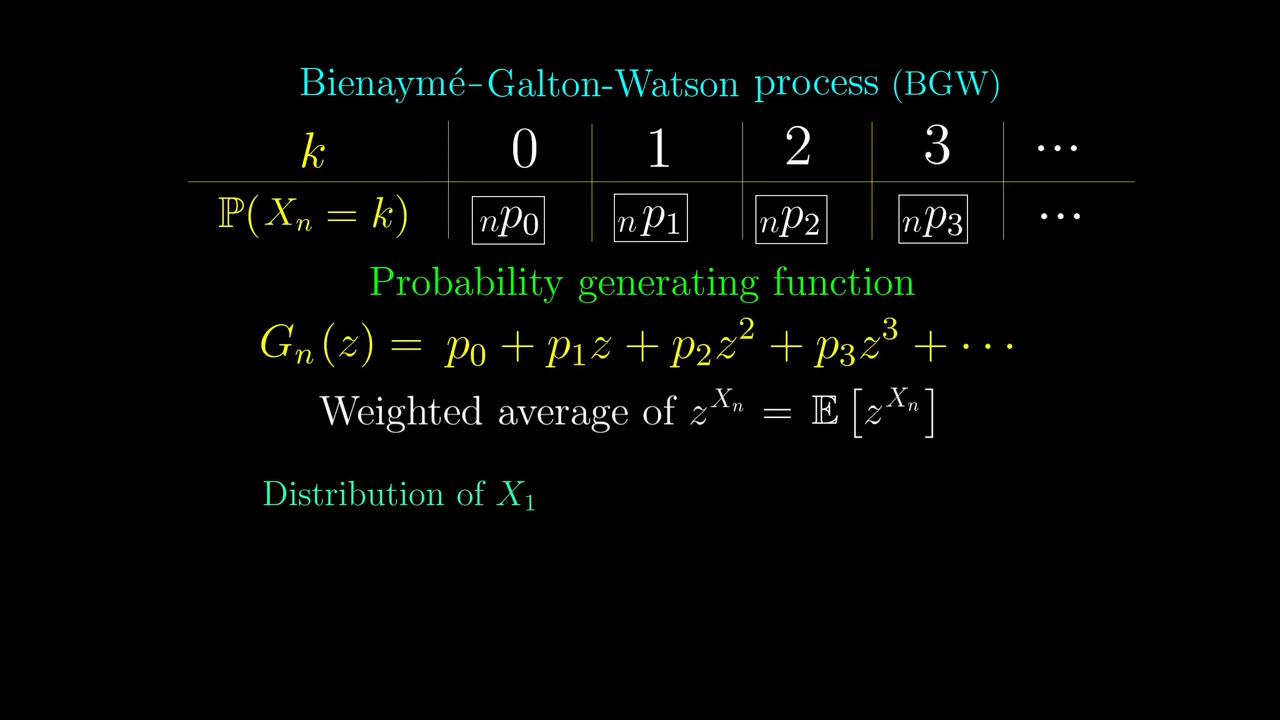 Bienaymé-Galton-Watson process (BGW)
k 0 1 2 3 ⋯
ℙ(Xₙ = k) ₙp₀ ₙp₁ ₙp₂ ₙp₃ ⋯
Probability generating function
Gₙ(z) = p₀ + p₁z + p₂z² + p₃z³ + ⋯
Weighted average of z^{Xₙ} = 𝔼[z^{Xₙ}]
Distribution of X₁